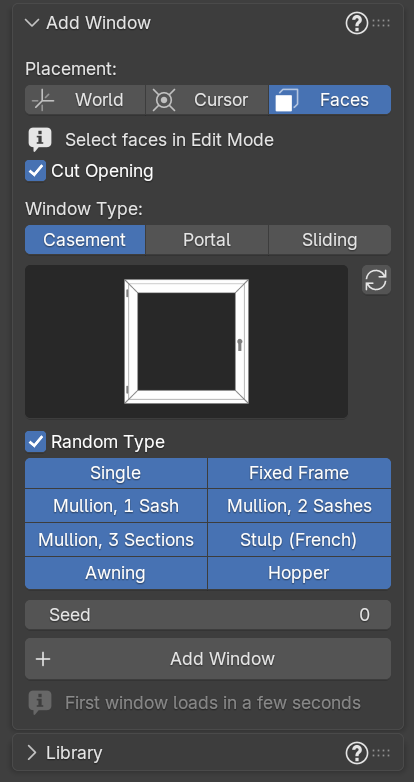 Add Window
Placement:
World Cursor Faces
Select faces in Edit Mode
Cut Opening
Window Type:
Casement Portal Sliding
Random Type
Single Fixed Frame
Mullion, 1 Sash Mullion, 2 Sashes
Mullion, 3 Sections Stulp (French)
Awning Hopper
Seed 0
Add Window
First window loads in a few seconds
Library